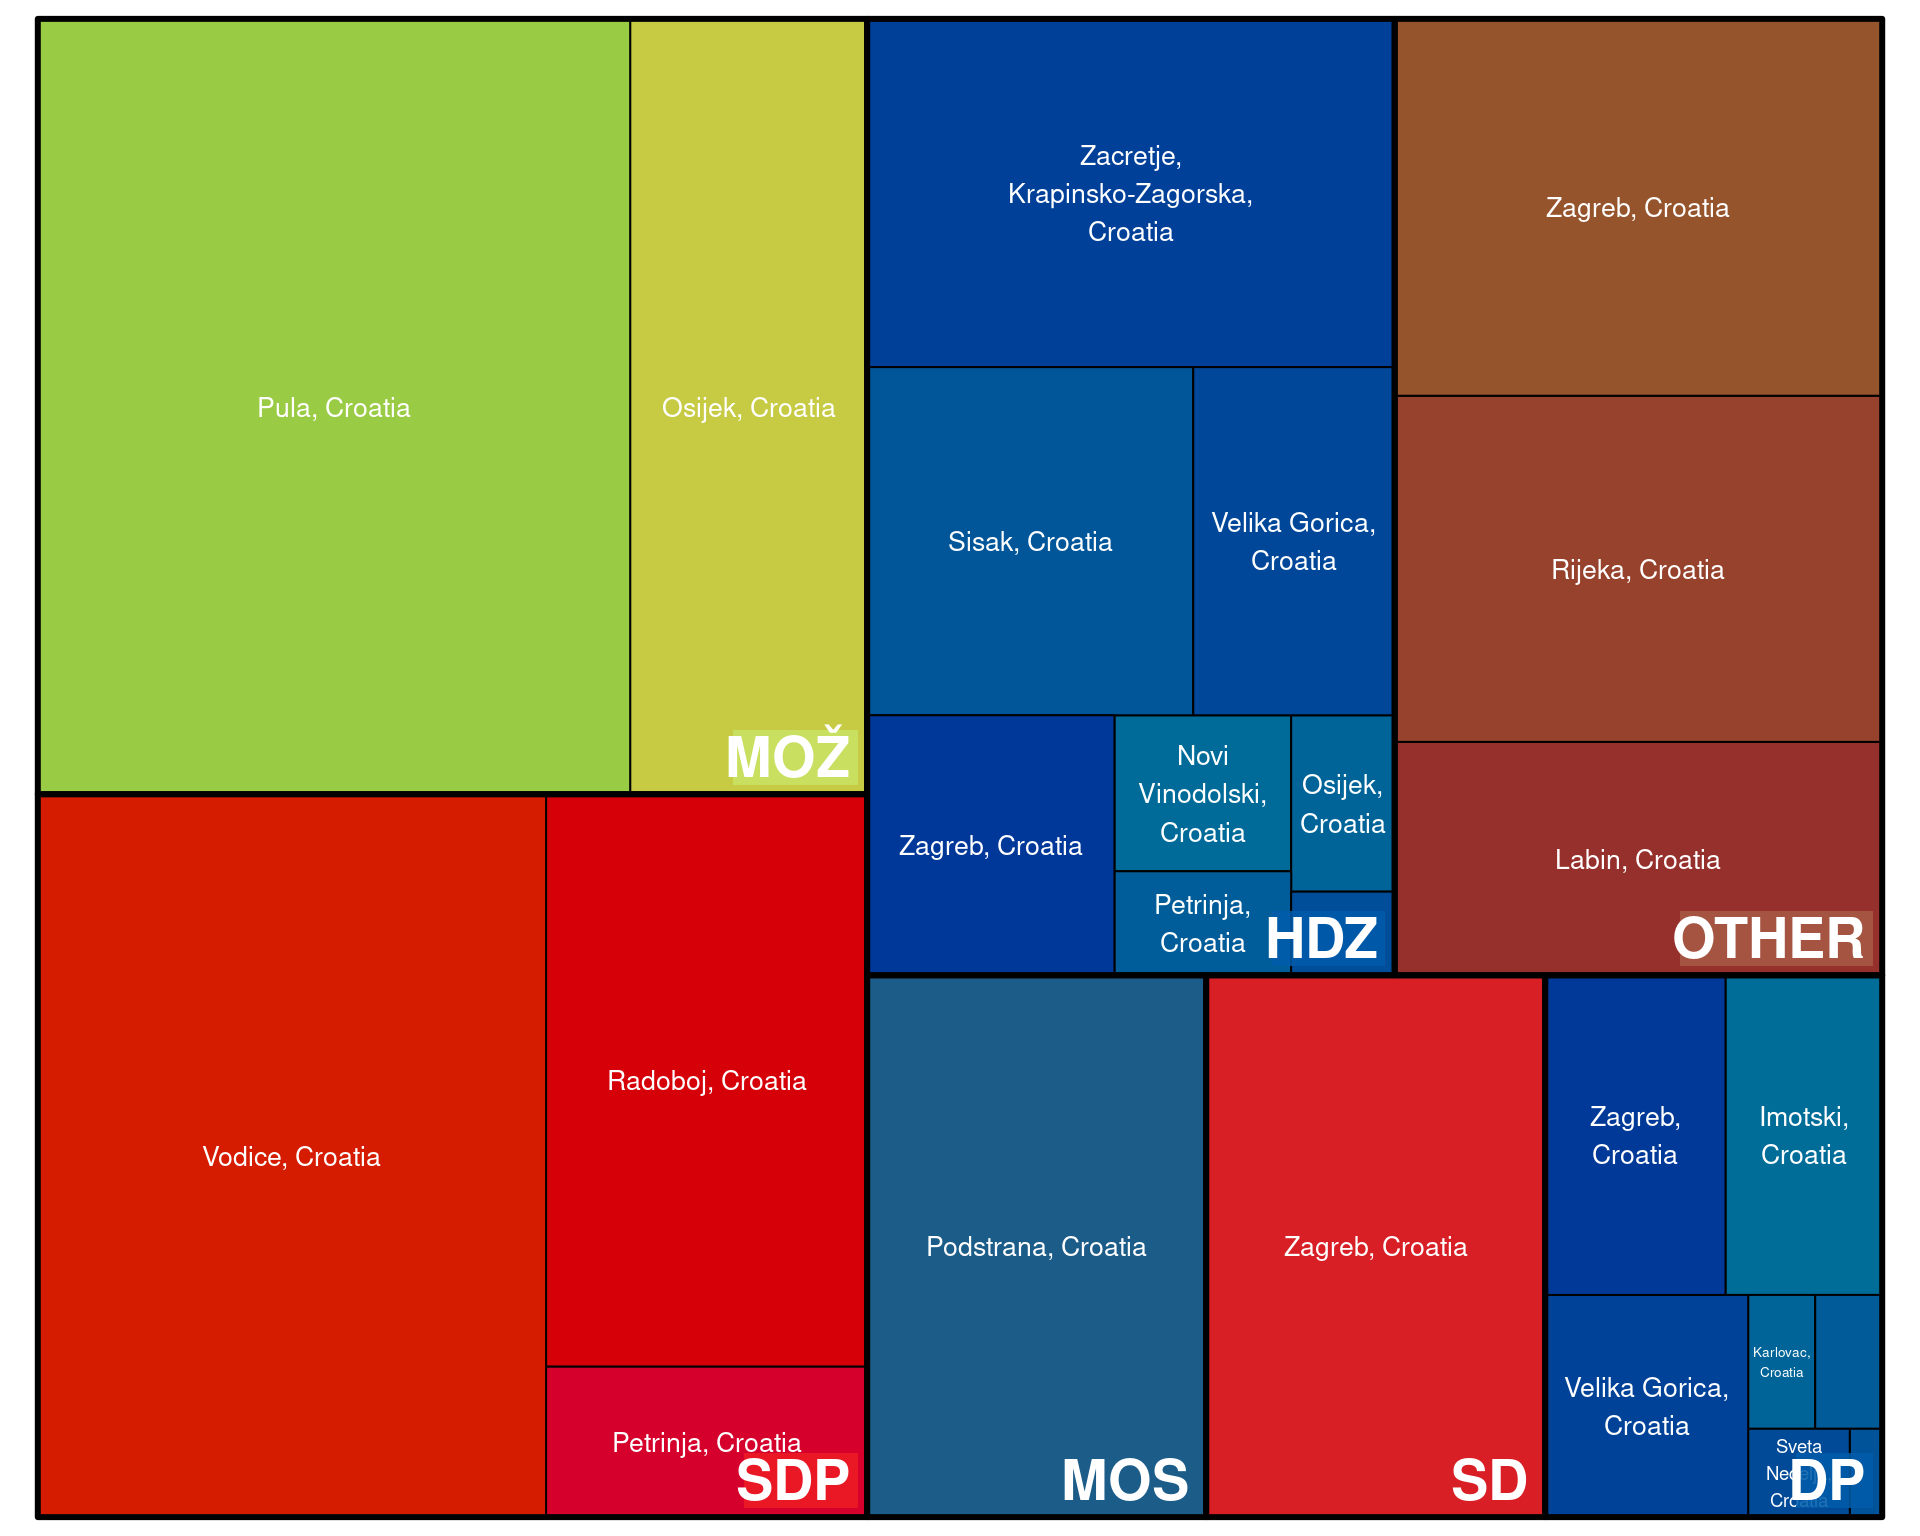 Pula, Croatia
Osijek, Croatia
MOŽ
Vodice, Croatia
Radoboj, Croatia
Petrinja, Croatia
SDP
Zacretje,
Krapinsko-Zagorska,
Croatia
Sisak, Croatia
Velika Gorica,
Croatia
Zagreb, Croatia
Novi
Vinodolski,
Croatia
Osijek,
Croatia
Petrinja,
Croatia
HDZ
Zagreb, Croatia
Rijeka, Croatia
Labin, Croatia
OTHER
Podstrana, Croatia
MOS
Zagreb, Croatia
SD
Zagreb,
Croatia
Imotski,
Croatia
Velika Gorica,
Croatia
Karlovac,
Croatia
Sveta
Croatia
DP